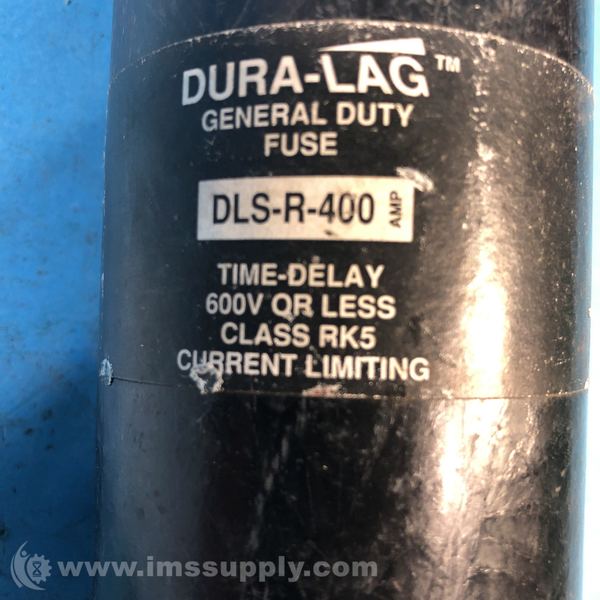 DURA-LAG™
GENERAL DUTY
FUSE
DLS-R-400 AMP
TIME-DELAY
600V OR LESS
CLASS RK5
CURRENT LIMITING
www.imssupply.com